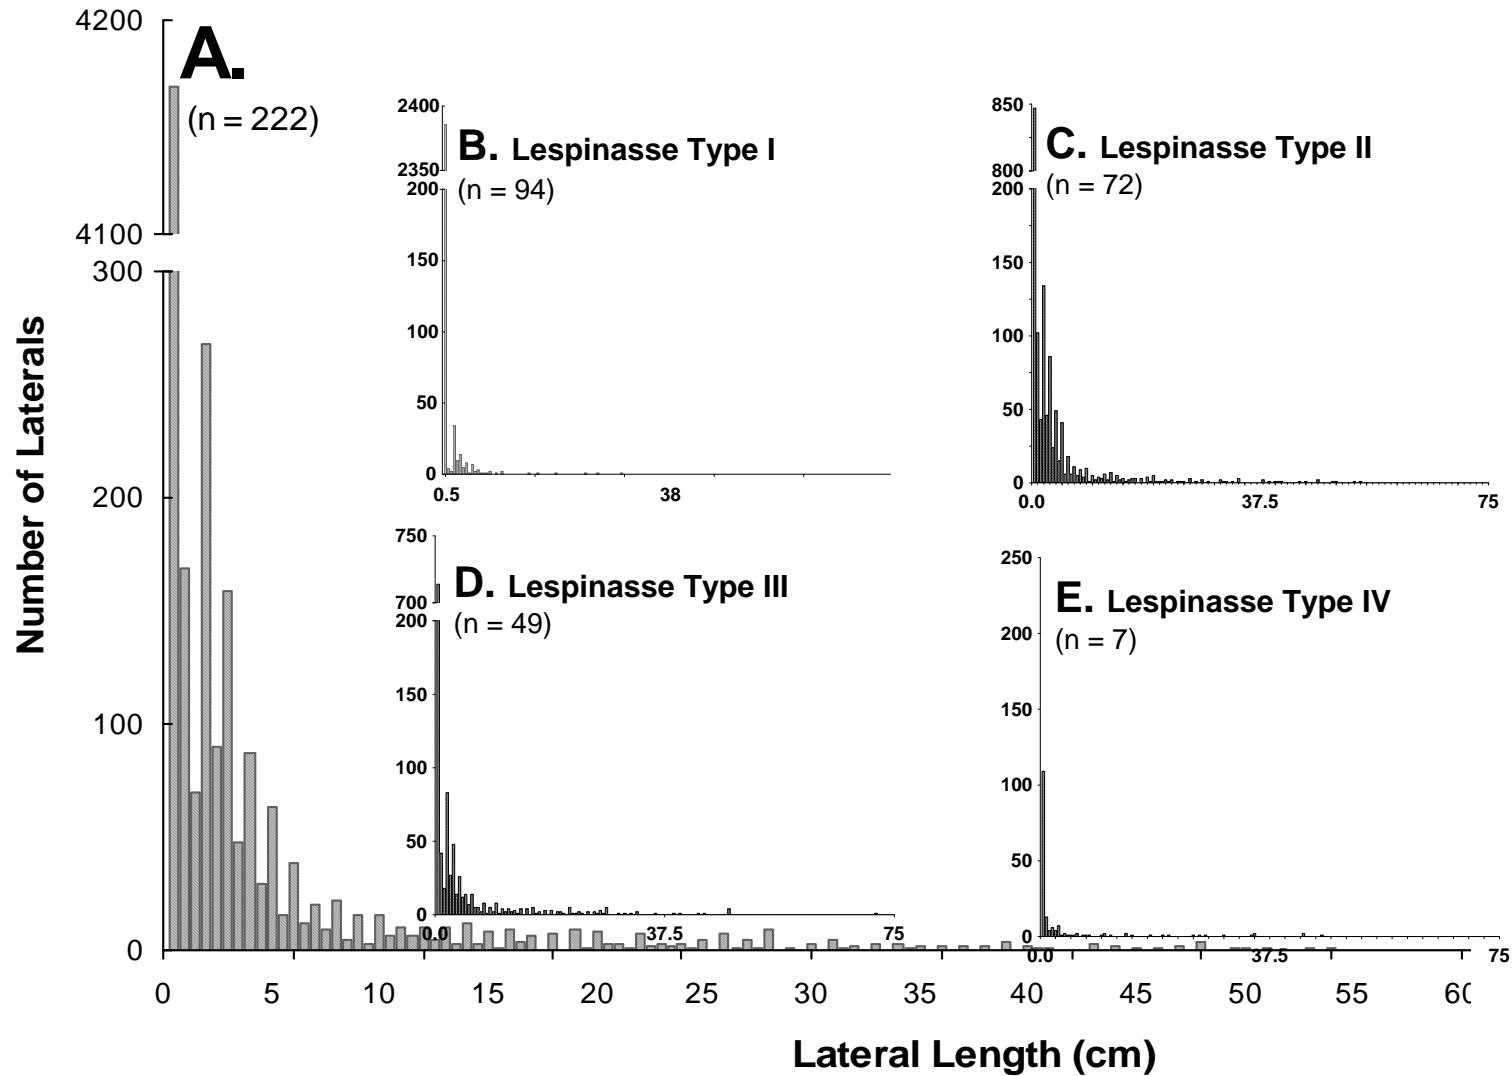 4200
A.
(n = 222)
4100
300
200
100
0
0 5 10 15 20 25 30 35 40 45 50 55 60
Number of Laterals
Lateral Length (cm)
2400
B. Lespinasse Type I
2350
(n = 94)
200
150
100
50
0
0.5 38
850
C. Lespinasse Type II
800
(n = 72)
200
150
100
50
0
0.0 37.5 75
750
D. Lespinasse Type III
700
(n = 49)
200
150
100
50
0
0.0 37.5 75
250
E. Lespinasse Type IV
200
(n = 7)
150
100
50
0
0.0 37.5 75